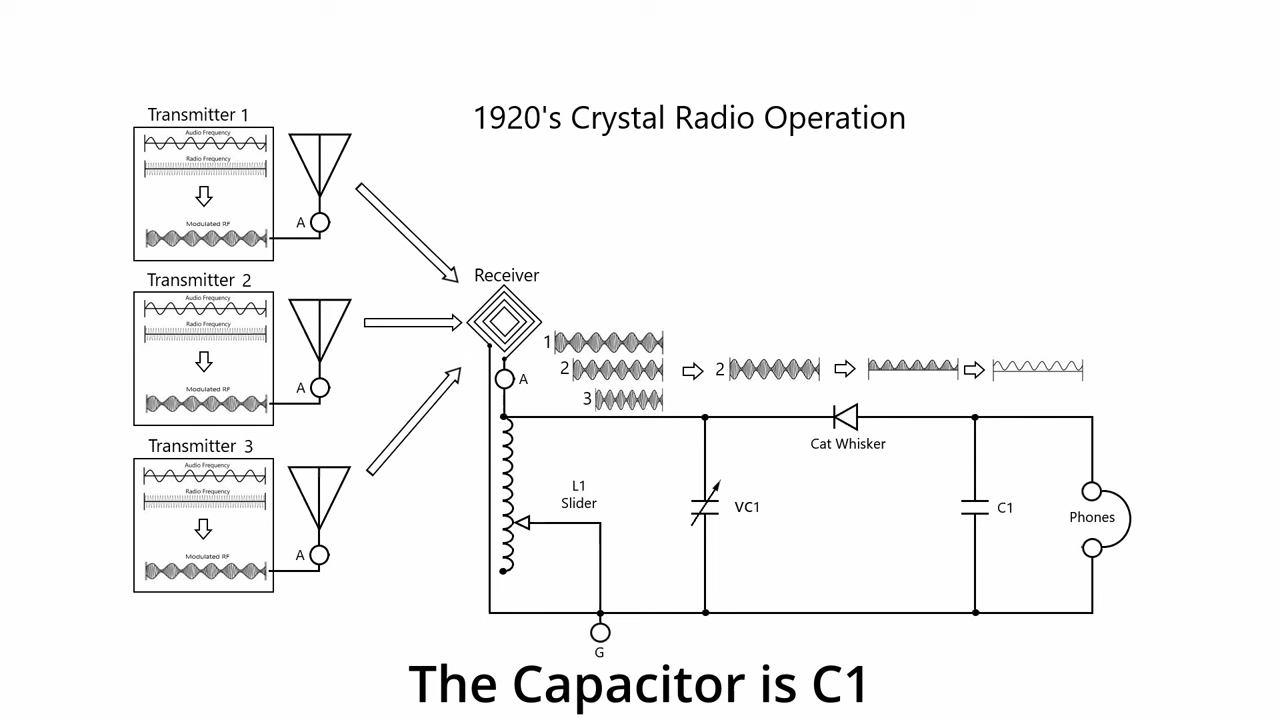 1920's Crystal Radio Operation
Transmitter 1
Audio Frequency
Radio Frequency
Modulated RF
A
Transmitter 2
Audio Frequency
Radio Frequency
Modulated RF
A
Transmitter 3
Audio Frequency
Radio Frequency
Modulated RF
A
Receiver
A
1
2
3
2
Cat Whisker
L1
Slider
VC1
C1
Phones
G
The Capacitor is C1